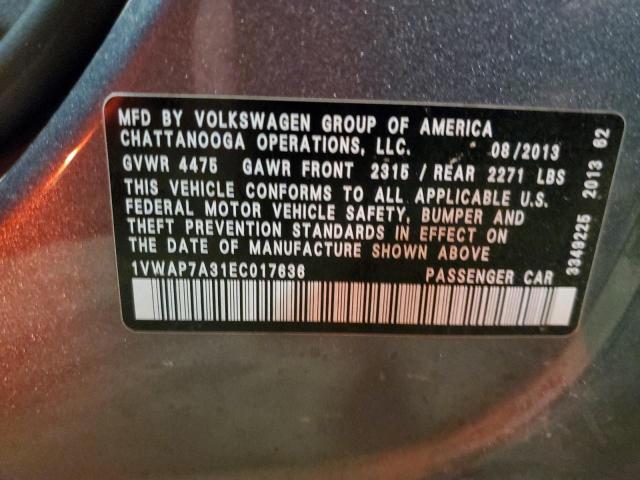 MFD BY VOLKSWAGEN GROUP OF AMERICA
CHATTANOOGA OPERATIONS, LLC. 08/2013
GVWR 4475 GAWR FRONT 2315 / REAR 2271 LBS
THIS VEHICLE CONFORMS TO ALL APPLICABLE U.S.
FEDERAL MOTOR VEHICLE SAFETY, BUMPER AND
THEFT PREVENTION STANDARDS IN EFFECT ON
THE DATE OF MANUFACTURE SHOWN ABOVE
1VWAP7A31EC017636 PASSENGER CAR
3349225 2013 62